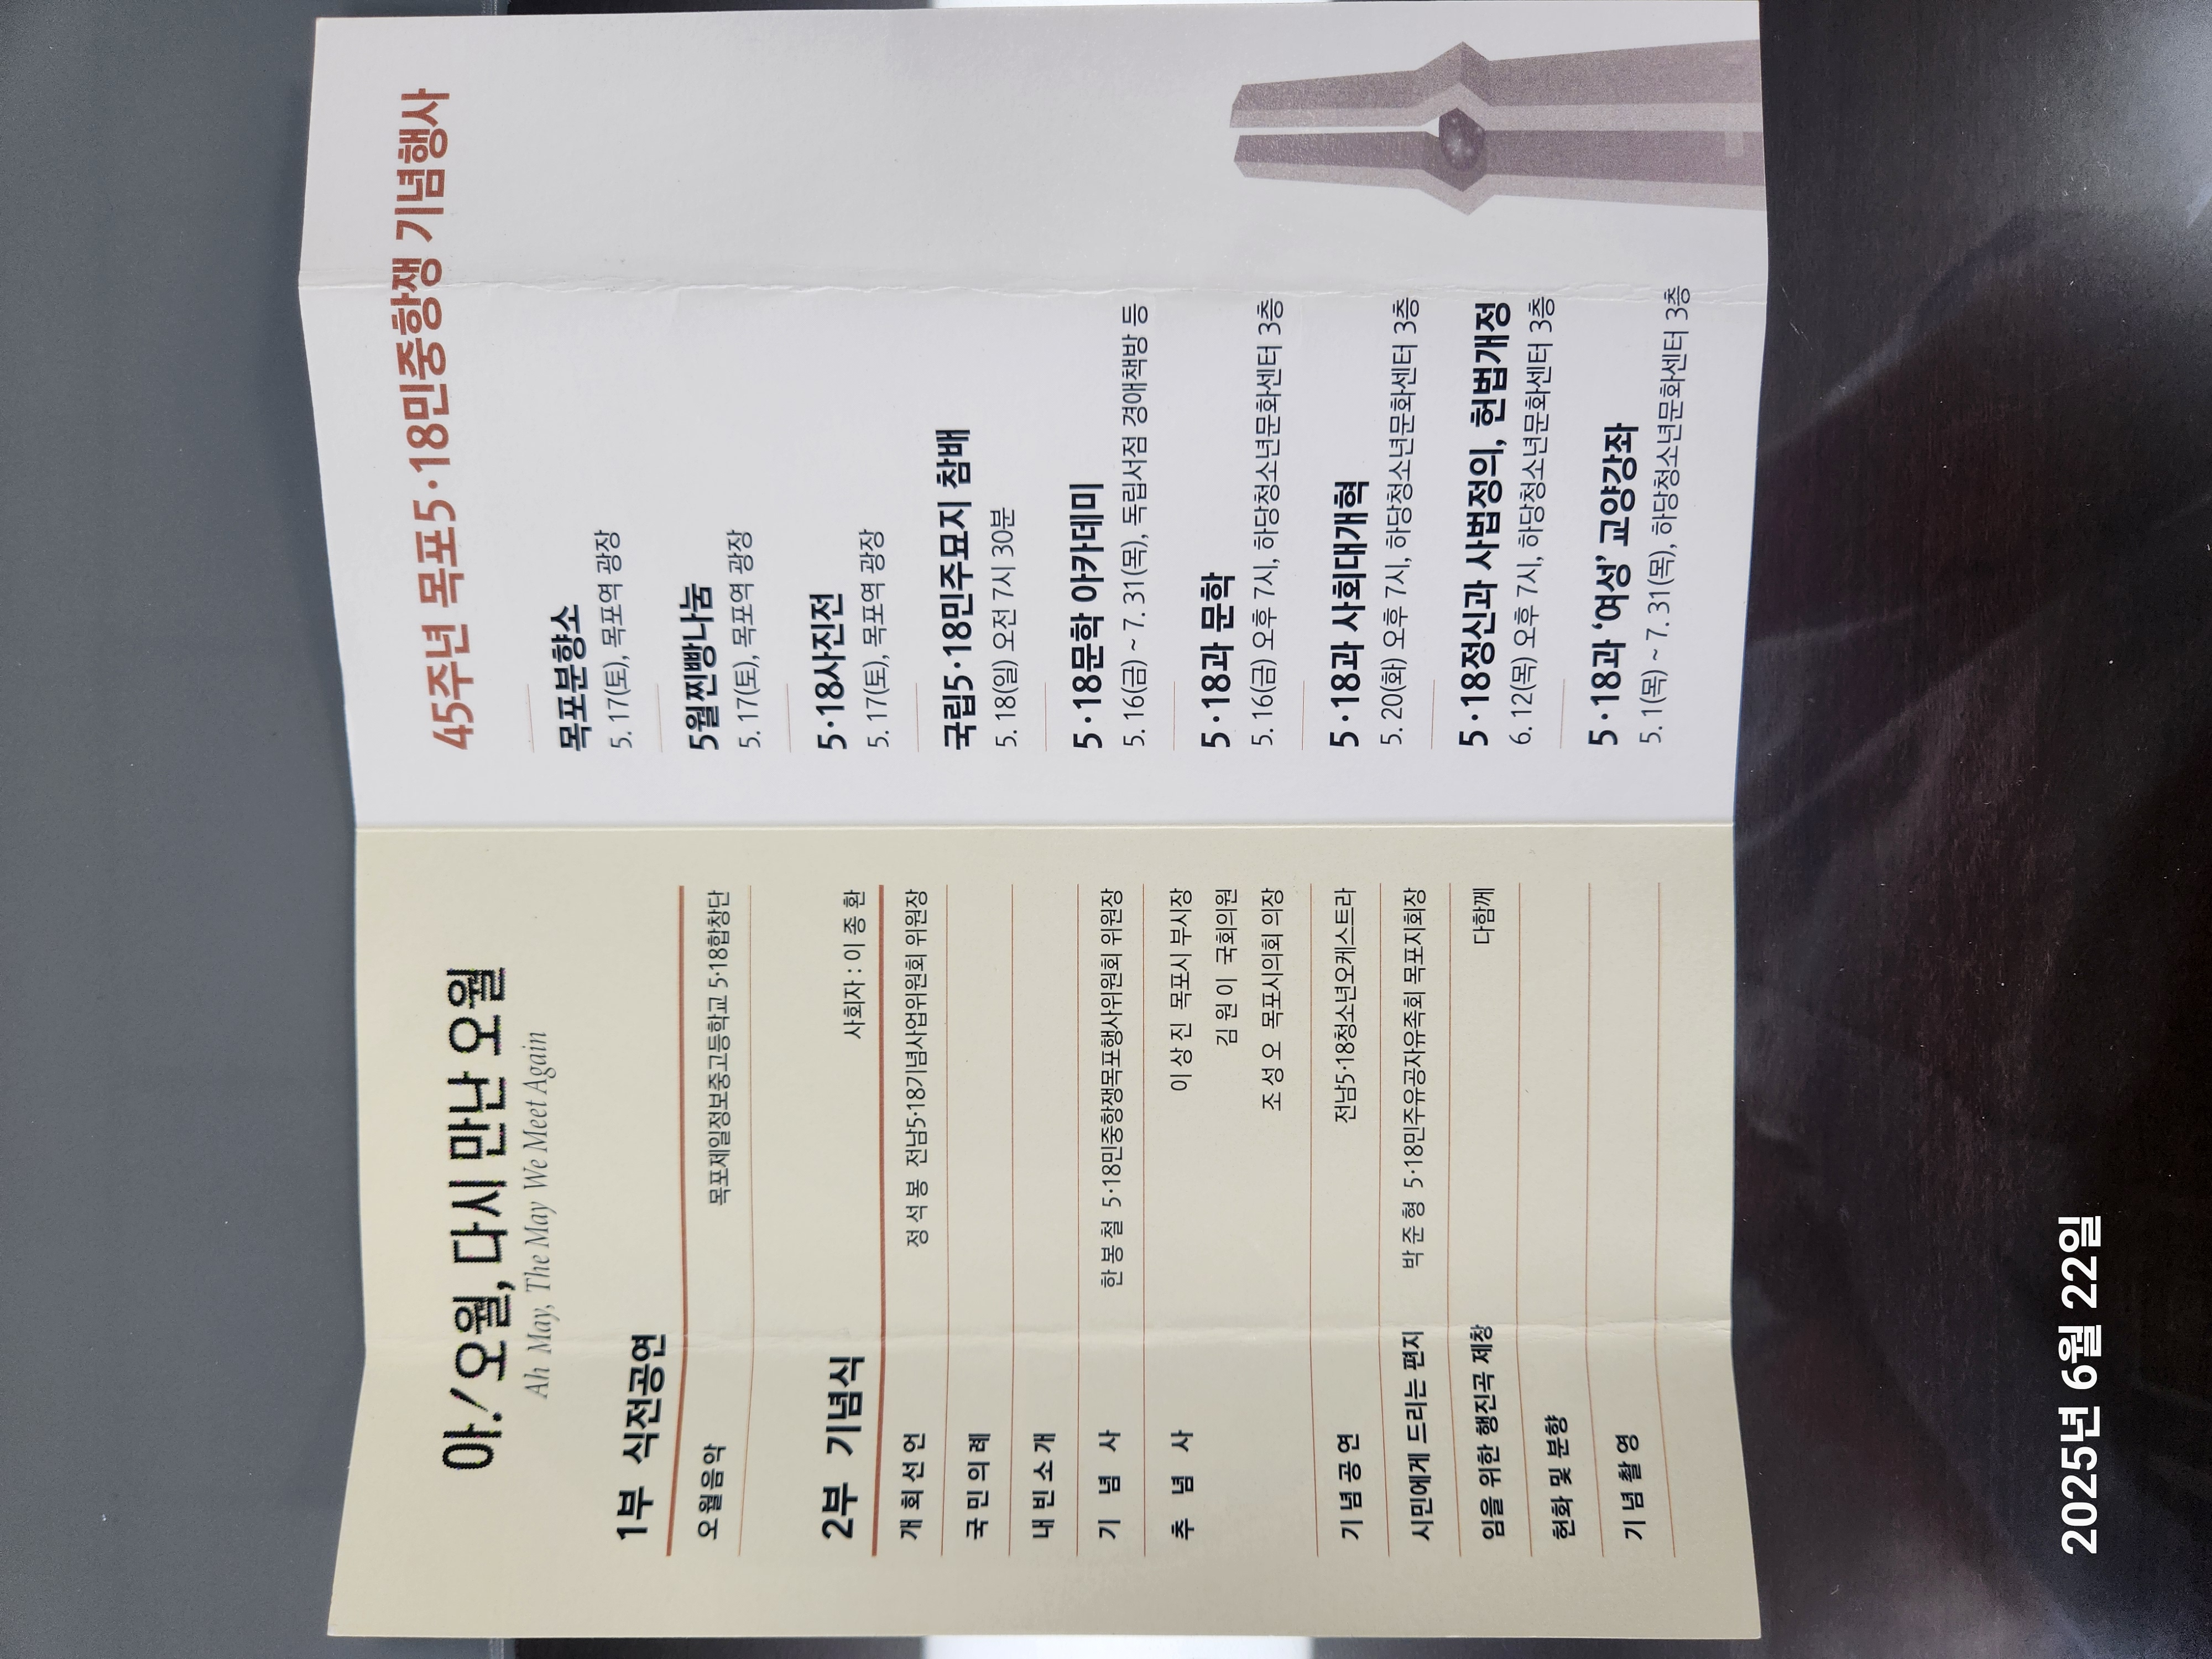 아! 오월, 다시 만난 오월
Ah May, The May We Meet Again
1부 식전공연
오월음악 목포제일정보중고등학교 5·18합창단
2부 기념식 사회자 : 이 종 환
개 회 선 언 정 석 봉 전남5·18기념사업위원회 위원장
국 민 의 례
내 빈 소 개
기 념 사 한 봉 철 5·18민중항쟁목포행사위원회 위원장
추 념 사 이 상 진 목포시 부시장
김 원 이 국회의원
조 성 오 목포시의회 의장
기 념 공 연 전남5·18청소년오케스트라
시민에게 드리는 편지 박 준 형 5·18민주유공자유족회 목포지회장
임을 위한 행진곡 제창 다함께
헌화 및 분향
기 념 촬 영
45주년 목포5·18민중항쟁 기념행사
목포분향소
5. 17(토), 목포역 광장
5월찐빵나눔
5. 17(토), 목포역 광장
5·18사진전
5. 17(토), 목포역 광장
국립5·18민주묘지 참배
5. 18(일) 오전 7시 30분
5·18문학 아카데미
5. 16(금) ~ 7. 31(목), 독립서점 경애책방 등
5·18과 문학
5. 16(금) 오후 7시, 하당청소년문화센터 3층
5·18과 사회대개혁
5. 20(화) 오후 7시, 하당청소년문화센터 3층
5·18정신과 사법정의, 헌법개정
6. 12(목) 오후 7시, 하당청소년문화센터 3층
5·18과 ‘여성’ 교양강좌
5. 1(목) ~ 7. 31(목), 하당청소년문화센터 3층
2025년 6월 22일